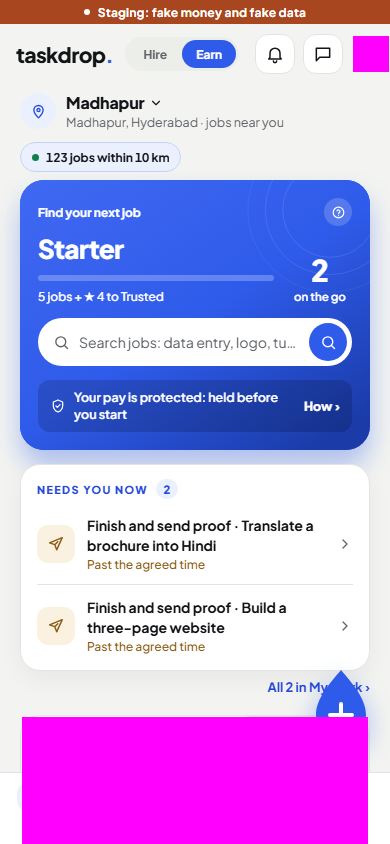 Staging: fake money and fake data
taskdrop.
Hire
Earn
Madhapur
Madhapur, Hyderabad · jobs near you
123 jobs within 10 km
Find your next job
Starter
5 jobs + ★ 4 to Trusted
2
on the go
Search jobs: data entry, logo, tu...
Your pay is protected: held before
you start
How ›
NEEDS YOU NOW 2
Finish and send proof · Translate a
brochure into Hindi
Past the agreed time
Finish and send proof · Build a
three-page website
Past the agreed time
All 2 in My